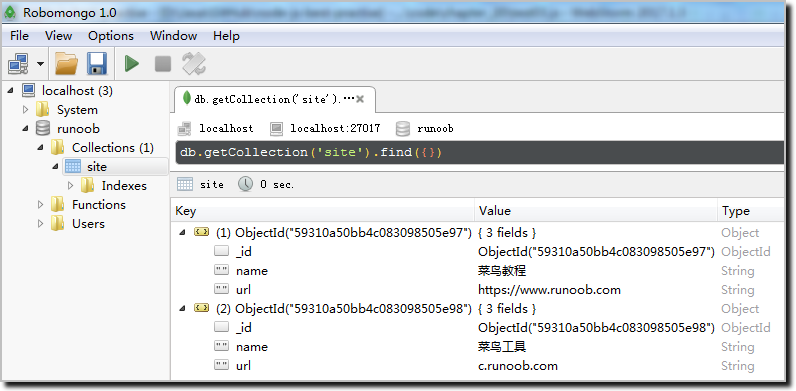 Robomongo 1.0
File View Options Window Help
localhost (3)
System
runoob
Collections (1)
site
Indexes
Functions
Users
db.getCollection('site').…
localhost localhost:27017 runoob
db.getCollection('site').find({})
site 0 sec.
Key Value Type
(1) ObjectId("59310a50bb4c083098505e97") { 3 fields } Object
_id ObjectId("59310a50bb4c083098505e97") ObjectId
name 菜鸟教程 String
url https://www.runoob.com String
(2) ObjectId("59310a50bb4c083098505e98") { 3 fields } Object
_id ObjectId("59310a50bb4c083098505e98") ObjectId
name 菜鸟工具 String
url c.runoob.com String